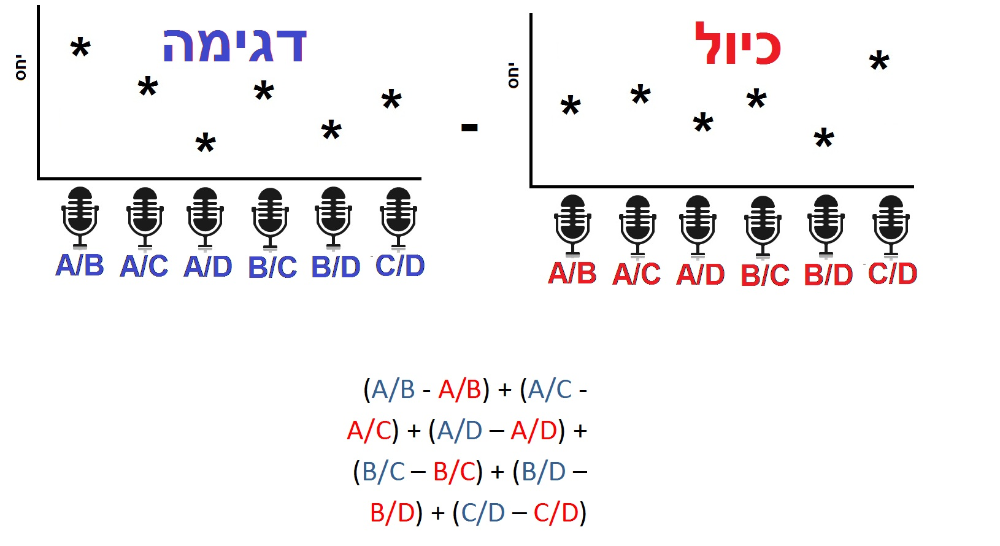 דגימה
יחס
A/B A/C A/D B/C B/D C/D
-
כיול
יחס
A/B A/C A/D B/C B/D C/D
(A/B - A/B) + (A/C -
A/C) + (A/D – A/D) +
(B/C – B/C) + (B/D –
B/D) + (C/D – C/D)